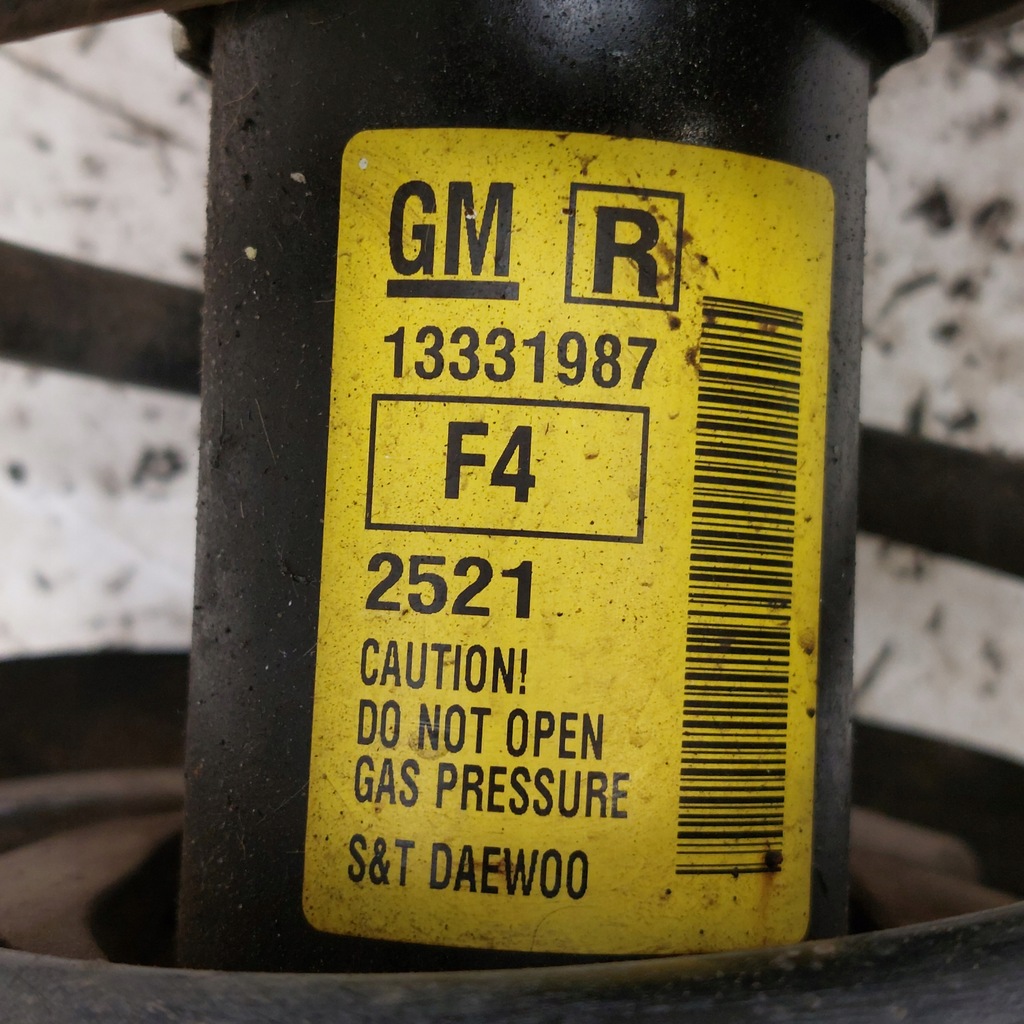 GM R
13331987
F4
2521
CAUTION!
DO NOT OPEN
GAS PRESSURE
S&T DAEWOO